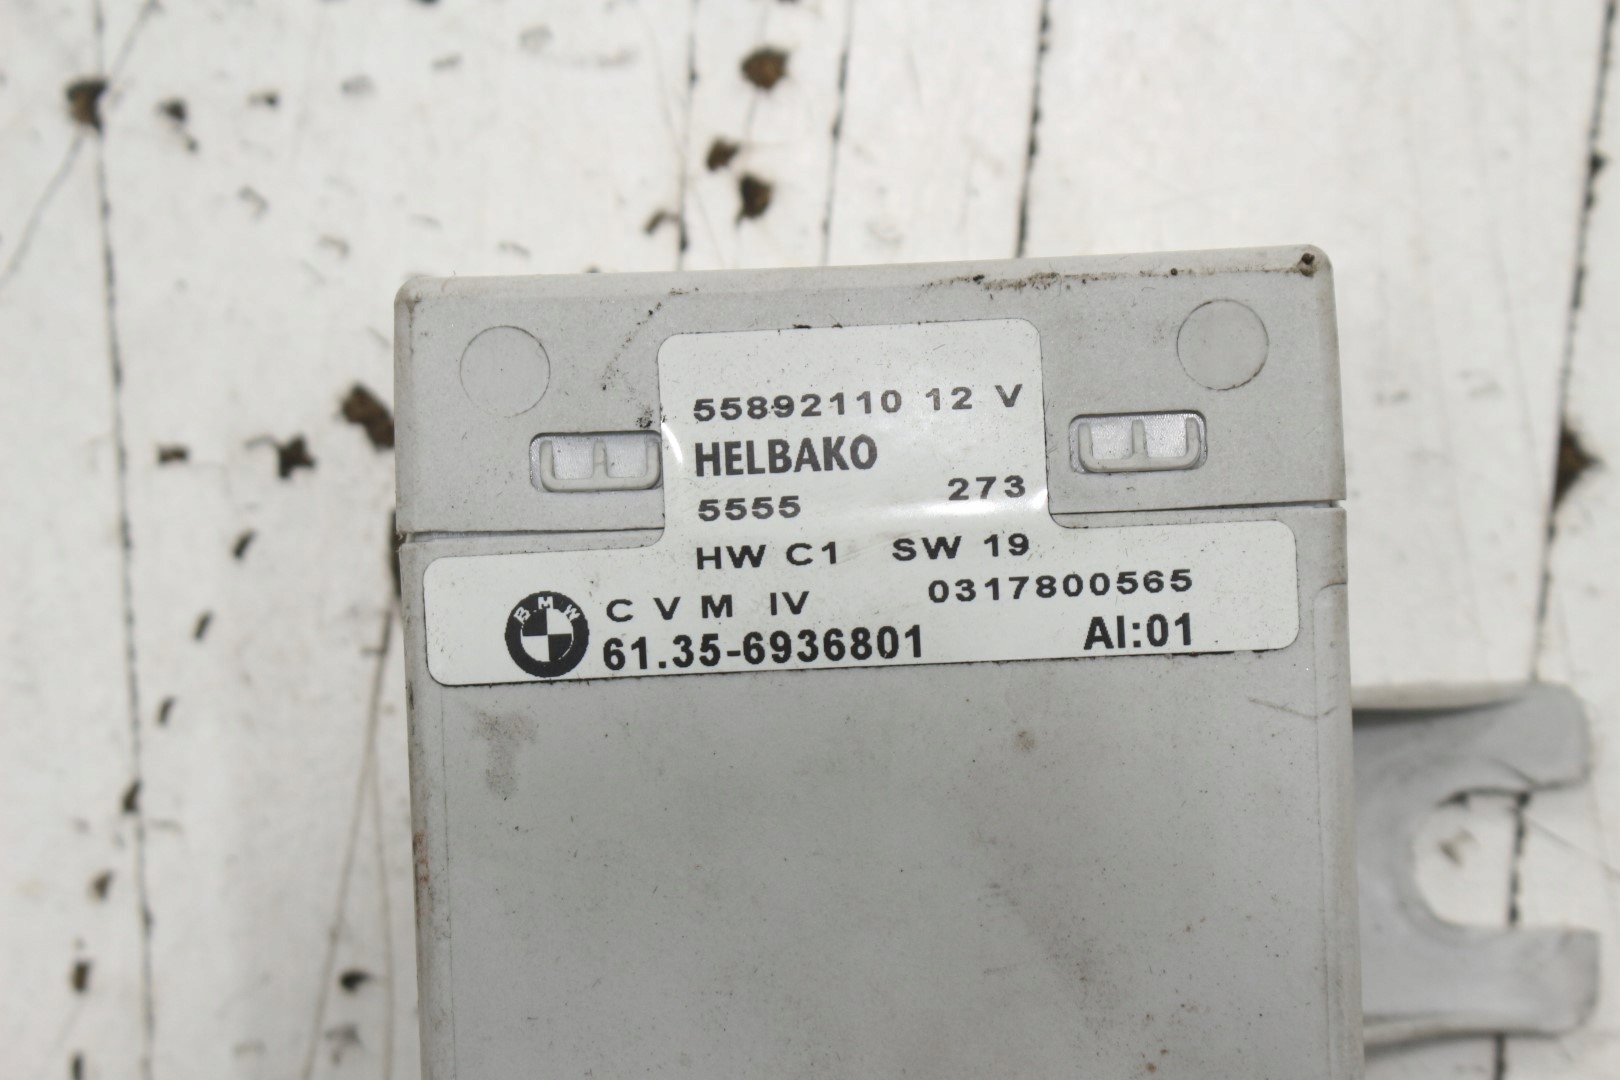 55892110 12 V
HELBAKO
5555 273
HW C1 SW 19
BMW C V M IV 0317800565
61.35-6936801 AI:01